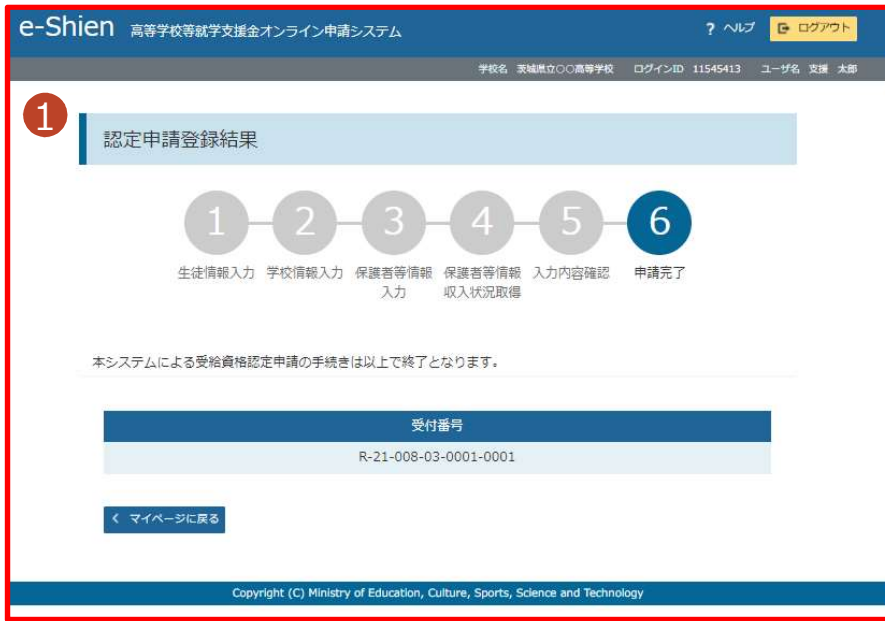 e-Shien 高等学校等就学支援金オンライン申請システム ? ヘルプ ログアウト
学校名 茨城県立〇〇高等学校 ログインID 11545413 ユーザ名 支援 太郎
1
認定申請登録結果
1 2 3 4 5 6
生徒情報入力 学校情報入力 保護者等情報 保護者等情報 入力内容確認 申請完了
入力 収入状況取得
本システムによる受給資格認定申請の手続きは以上で終了となります。
受付番号
R-21-008-03-0001-0001
< マイページに戻る
Copyright (C) Ministry of Education, Culture, Sports, Science and Technology